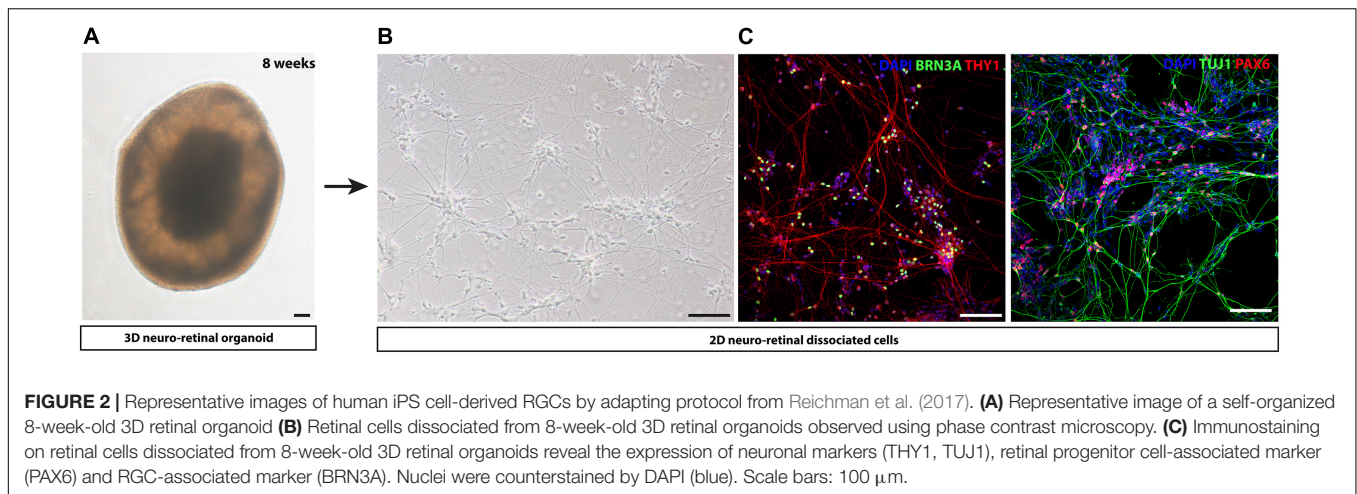 A
B
C
8 weeks
DAPI BRN3A THY1
DAPI TUJ1 PAX6
3D neuro-retinal organoid
2D neuro-retinal dissociated cells
FIGURE 2 | Representative images of human iPS cell-derived RGCs by adapting protocol from Reichman et al. (2017). (A) Representative image of a self-organized
8-week-old 3D retinal organoid (B) Retinal cells dissociated from 8-week-old 3D retinal organoids observed using phase contrast microscopy. (C) Immunostaining
on retinal cells dissociated from 8-week-old 3D retinal organoids reveal the expression of neuronal markers (THY1, TUJ1), retinal progenitor cell-associated marker
(PAX6) and RGC-associated marker (BRN3A). Nuclei were counterstained by DAPI (blue). Scale bars: 100 μm.